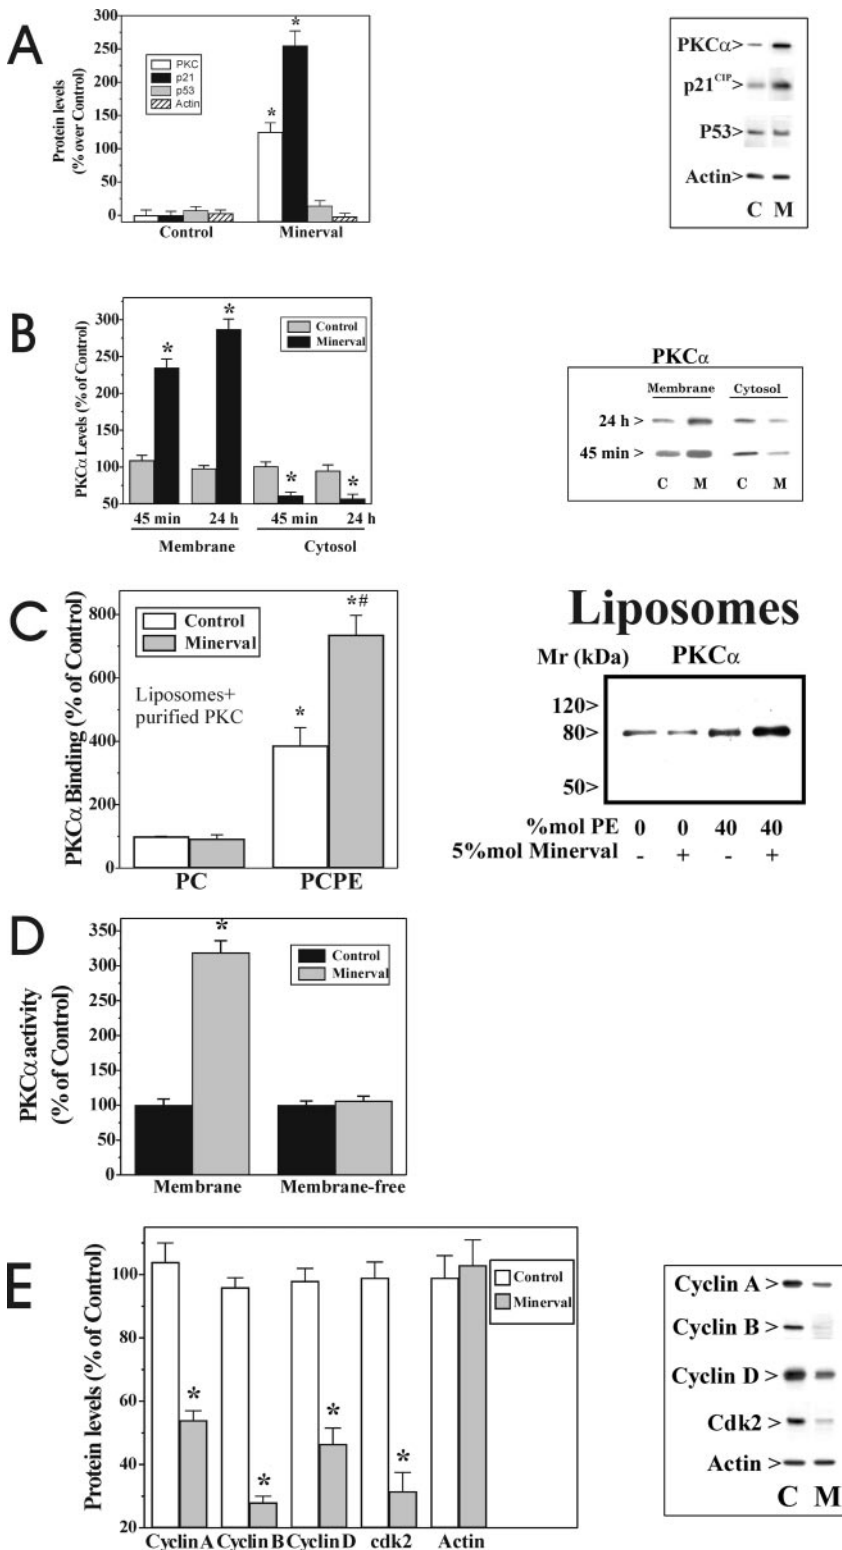 A
Protein levels
(% over Control)
300
250
200
150
100
50
0
PKC
p21
p53
Actin
*
*
Control
Minerval
PKCα>
p21CIP>
P53>
Actin>
C M
B
PKCα Levels (% of Control)
300
250
200
150
100
50
Control
Minerval
*
*
*
*
45 min 24 h 45 min 24 h
Membrane Cytosol
PKCα
Membrane Cytosol
24 h >
45 min >
C M C M
C
PKCα Binding (% of Control)
800
600
400
200
0
Control
Minerval
Liposomes+
purified PKC
*
*#
PC PCPE
Liposomes
Mr (kDa) PKCα
120>
80>
50>
%mol PE 0 0 40 40
5%mol Minerval - + - +
D
PKCα activity
(% of Control)
350
300
250
200
150
100
50
0
Control
Minerval
*
Membrane Membrane-free
E
Protein levels (% of Control)
100
80
60
40
20
Control
Minerval
*
*
*
*
Cyclin A Cyclin B Cyclin D cdk2 Actin
Cyclin A >
Cyclin B >
Cyclin D >
Cdk2 >
Actin >
C M